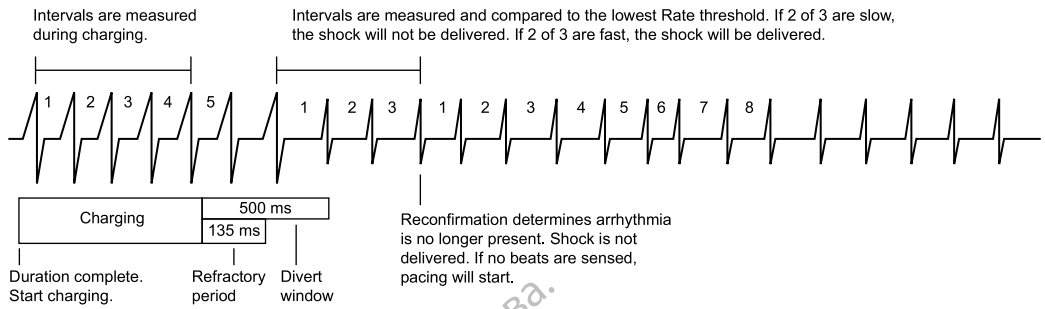 Intervals are measured
during charging.
Intervals are measured and compared to the lowest Rate threshold. If 2 of 3 are slow,
the shock will not be delivered. If 2 of 3 are fast, the shock will be delivered.
1 2 3 4 5 1 2 3 1 2 3 4 5 6 7 8
Charging
500 ms
135 ms
Duration complete.
Start charging.
Refractory
period
Divert
window
Reconfirmation determines arrhythmia
is no longer present. Shock is not
delivered. If no beats are sensed,
pacing will start.